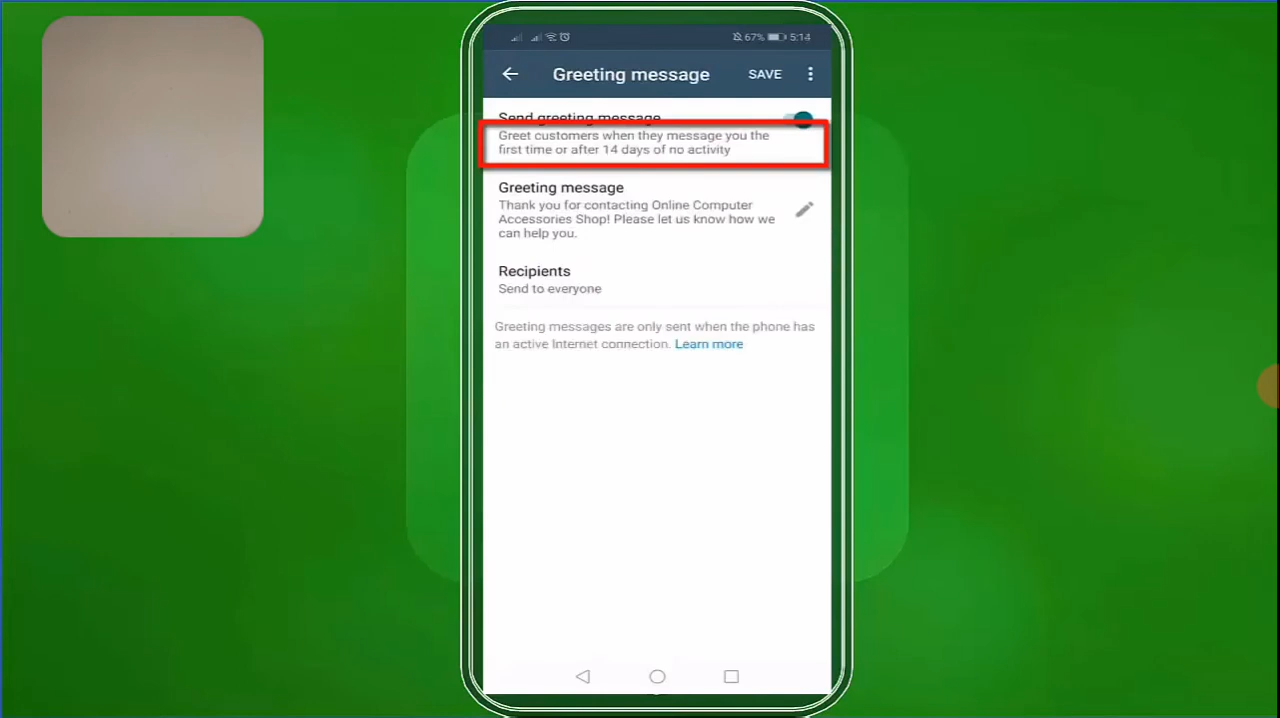 67% 5:14
Greeting message SAVE
Send greeting message
Greet customers when they message you the
first time or after 14 days of no activity
Greeting message
Thank you for contacting Online Computer
Accessories Shop! Please let us know how we
can help you.
Recipients
Send to everyone
Greeting messages are only sent when the phone has
an active Internet connection. Learn more